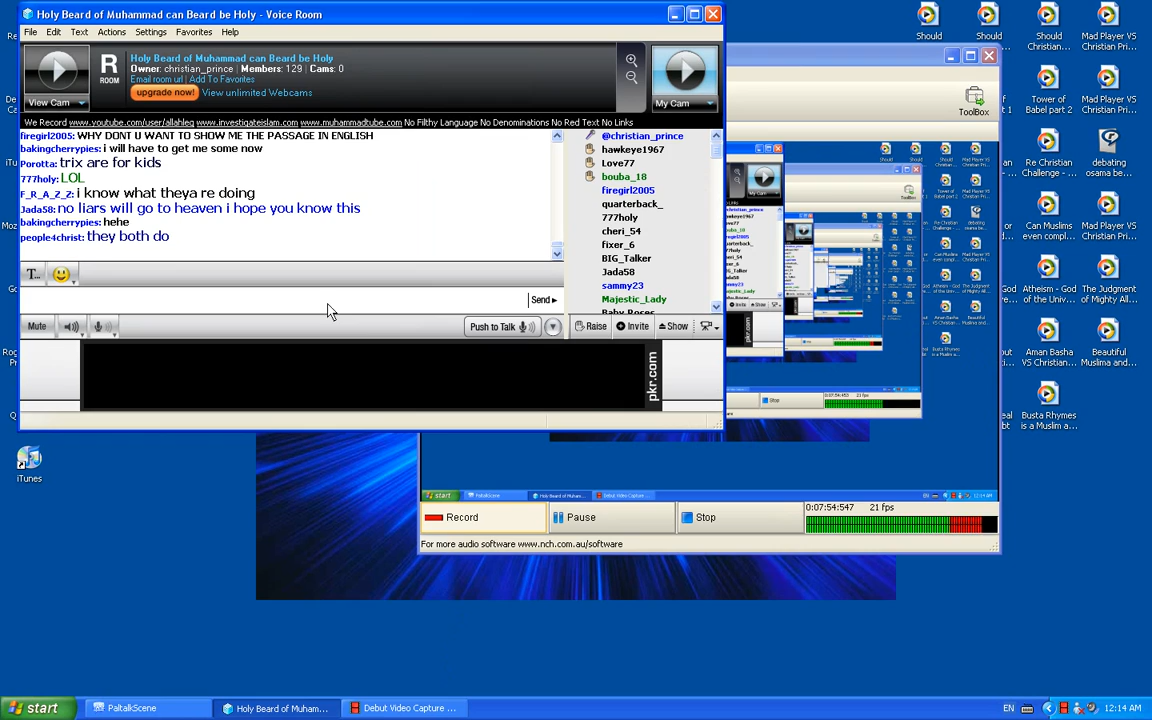 Holy Beard of Muhammad can Beard be Holy - Voice Room
File Edit Text Actions Settings Favorites Help
View Cam
R
ROOM
Holy Beard of Muhammad can Beard be Holy
Owner: christian_prince | Members: 129 | Cams: 0
Email room url | Add To Favorites
upgrade now! View unlimited Webcams
My Cam
We Record www.youtube.com/user/allahleq www.investigateislam.com www.muhammadtube.com No Filthy Language No Denominations No Red Text No Links
firegirl2005: WHY DONT U WANT TO SHOW ME THE PASSAGE IN ENGLISH
bakingcherrypies: i will have to get me some now
Porotta: trix are for kids
777holy: LOL
F_R_A_Z_Z: i know what theya re doing
Jada58: no liars will go to heaven i hope you know this
bakingcherrypies: hehe
people4christ: they both do
@christian_prince
hawkeye1967
Love77
bouba_18
firegirl2005
quarterback_
777holy
cheri_54
fixer_6
BIG_Talker
Jada58
sammy23
Majestic_Lady
Baby Roses
T...
Send
Mute
Push to Talk
Raise Invite Show
pkr.com
iTunes
ToolBox
Record
Pause
Stop
0:07:54:547 21 fps
For more audio software www.nch.com.au/software
Should
Should
Should Christian...
Mad Player VS Christian Pri...
Tower of Babel part 2
Mad Player VS Christian Pri...
Re Christian Challenge - ...
debating osama be...
Can Muslims even compl...
Mad Player VS Christian Pri...
Atheism - God of the Univ...
The Judgment of Mighty Al...
Aman Basha VS Christian...
Beautiful Muslima and...
Busta Rhymes is a Muslim a...
start
PaltalkScene
Holy Beard of Muham...
Debut Video Capture ...
EN
12:14 AM